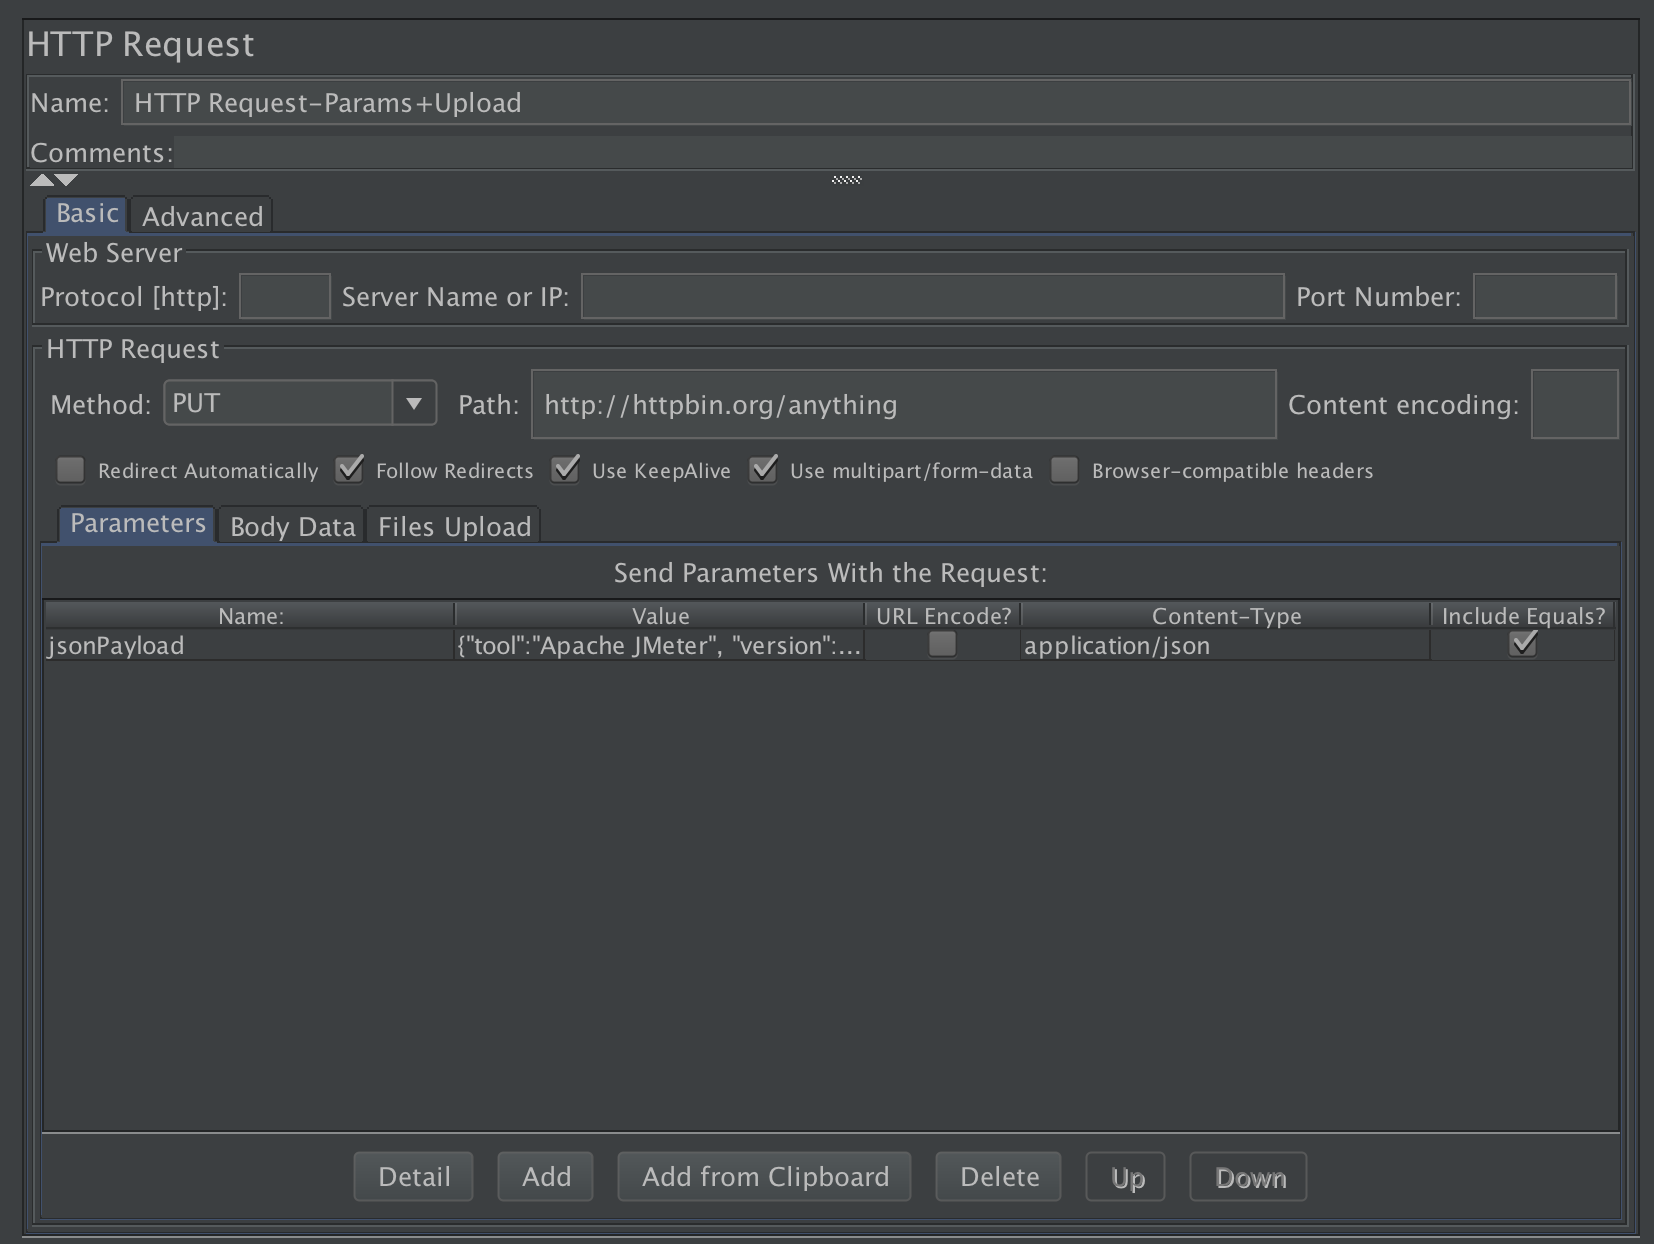 HTTP Request
Name: HTTP Request-Params+Upload
Comments:
Basic Advanced
Web Server
Protocol [http]: Server Name or IP: Port Number:
HTTP Request
Method: PUT Path: http://httpbin.org/anything Content encoding:
Redirect Automatically Follow Redirects Use KeepAlive Use multipart/form-data Browser-compatible headers
Parameters Body Data Files Upload
Send Parameters With the Request:
Name: Value URL Encode? Content-Type Include Equals?
jsonPayload {"tool":"Apache JMeter", "version":... application/json
Detail Add Add from Clipboard Delete Up Down